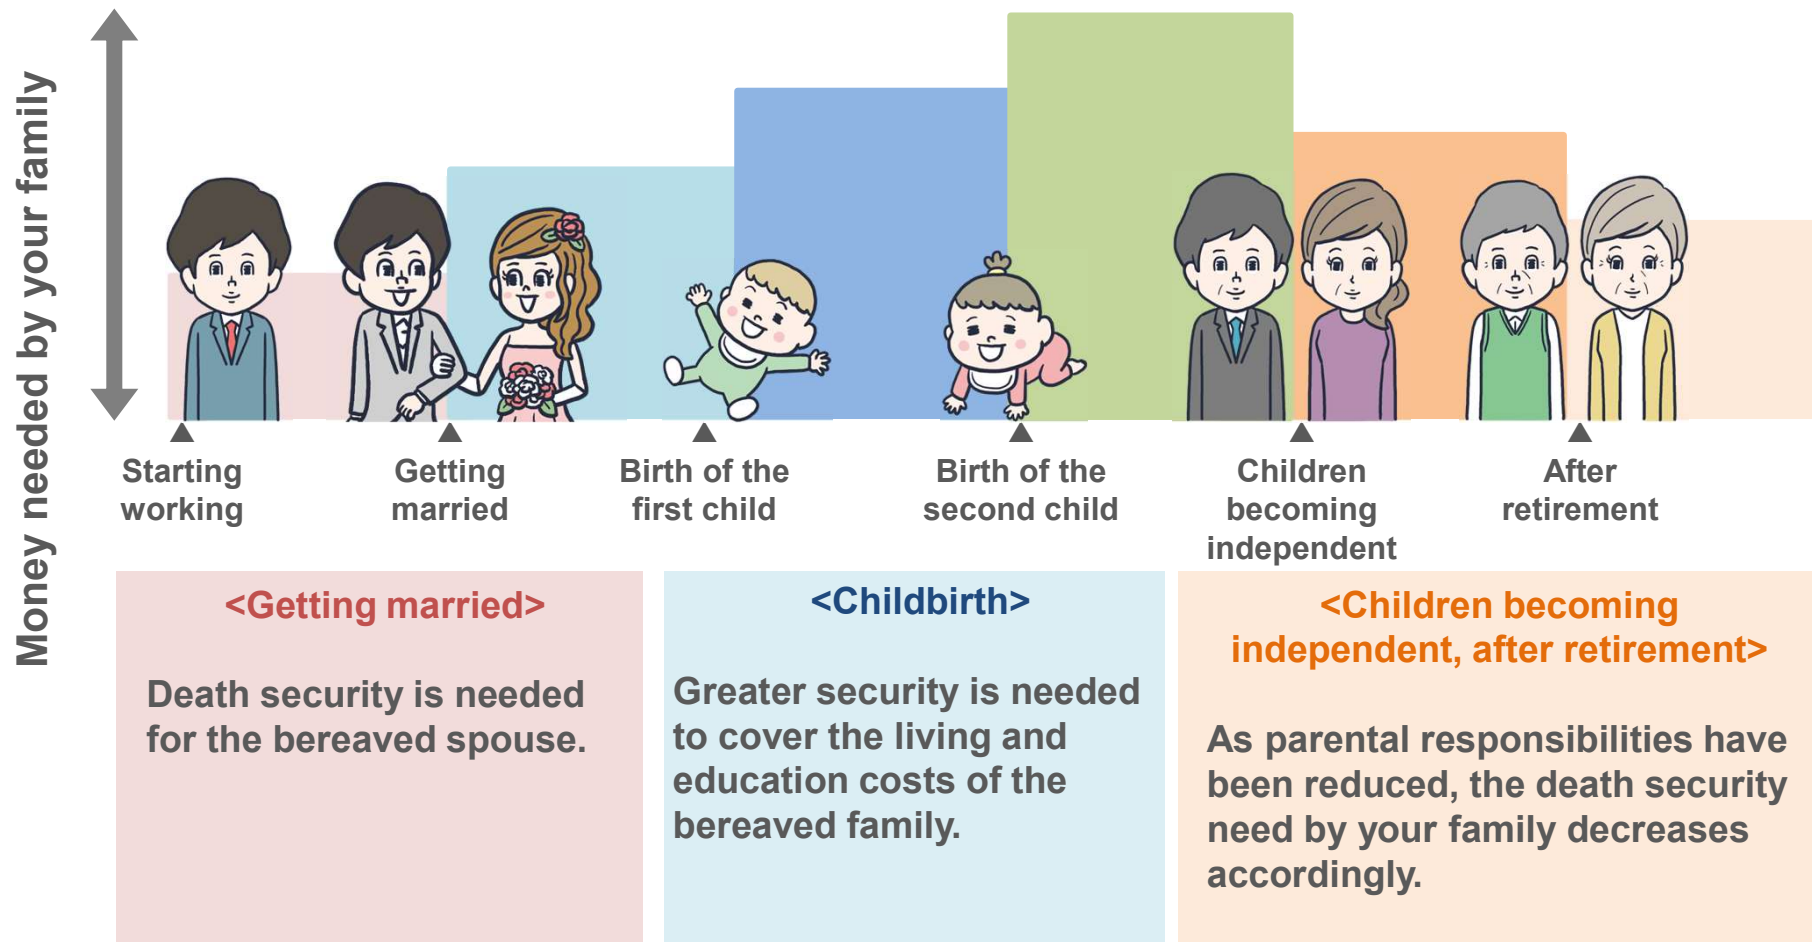 Money needed by your family
Starting
working
Getting
married
Birth of the
first child
Birth of the
second child
Children
becoming
independent
After
retirement
<Getting married>
Death security is needed
for the bereaved spouse.
<Childbirth>
Greater security is needed
to cover the living and
education costs of the
bereaved family.
<Children becoming
independent, after retirement>
As parental responsibilities have
been reduced, the death security
need by your family decreases
accordingly.